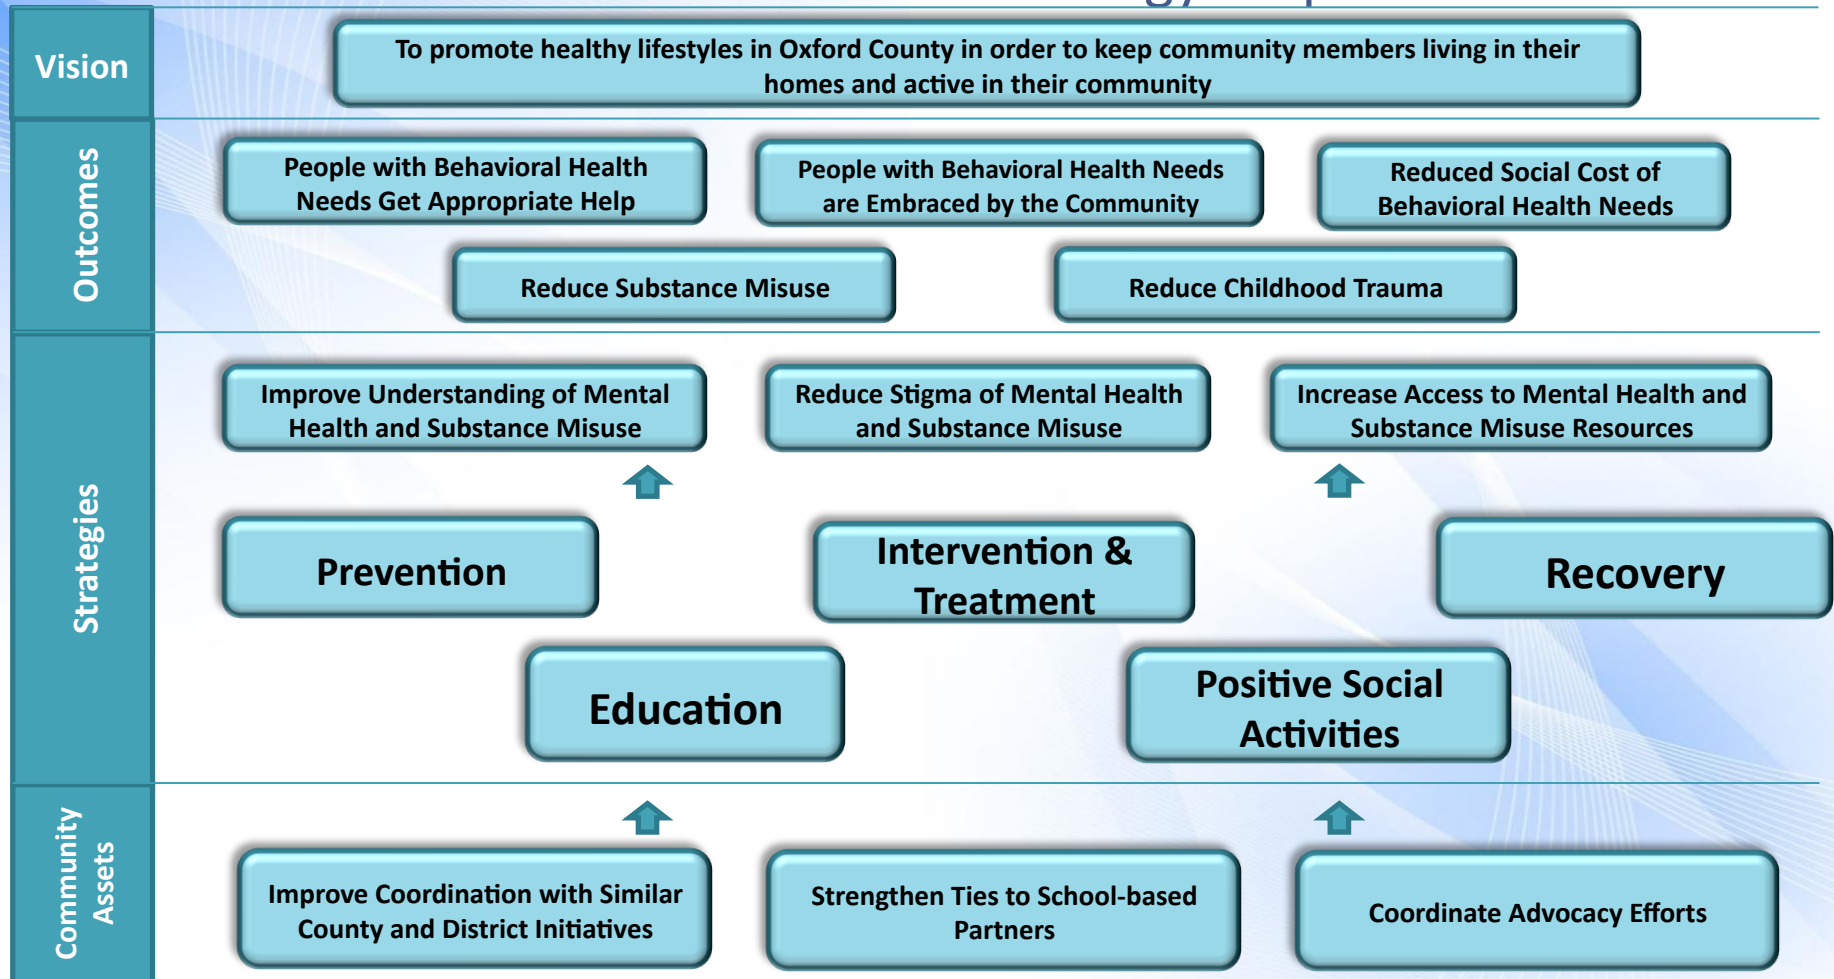 Vision
To promote healthy lifestyles in Oxford County in order to keep community members living in their
homes and active in their community
Outcomes
People with Behavioral Health
Needs Get Appropriate Help
People with Behavioral Health Needs
are Embraced by the Community
Reduced Social Cost of
Behavioral Health Needs
Reduce Substance Misuse
Reduce Childhood Trauma
Strategies
Improve Understanding of Mental
Health and Substance Misuse
Reduce Stigma of Mental Health
and Substance Misuse
Increase Access to Mental Health and
Substance Misuse Resources
Prevention
Intervention &
Treatment
Recovery
Education
Positive Social
Activities
Community
Assets
Improve Coordination with Similar
County and District Initiatives
Strengthen Ties to School-based
Partners
Coordinate Advocacy Efforts